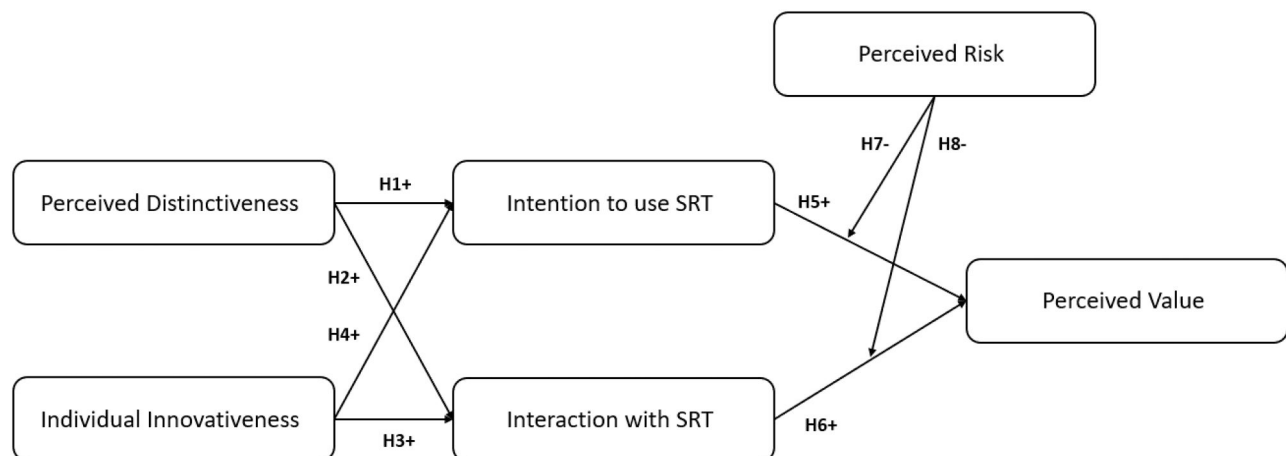 Perceived Risk
H7-
H8-
Perceived Distinctiveness
H1+
Intention to use SRT
H5+
H2+
Perceived Value
H4+
Individual Innovativeness
H3+
Interaction with SRT
H6+